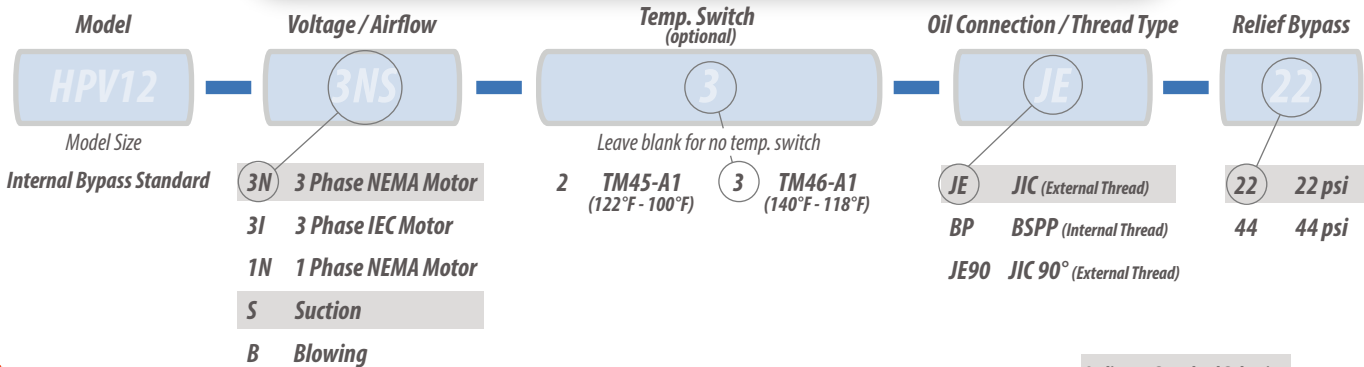 Model
Voltage / Airflow
Temp. Switch
(optional)
Oil Connection / Thread Type
Relief Bypass
HPV12
3NS
3
JE
22
Model Size
Leave blank for no temp. switch
Internal Bypass Standard
3N 3 Phase NEMA Motor
3I 3 Phase IEC Motor
1N 1 Phase NEMA Motor
S Suction
B Blowing
2 TM45-A1
(122°F - 100°F)
3 TM46-A1
(140°F - 118°F)
JE JIC (External Thread)
BP BSPP (Internal Thread)
JE90 JIC 90° (External Thread)
22 22 psi
44 44 psi